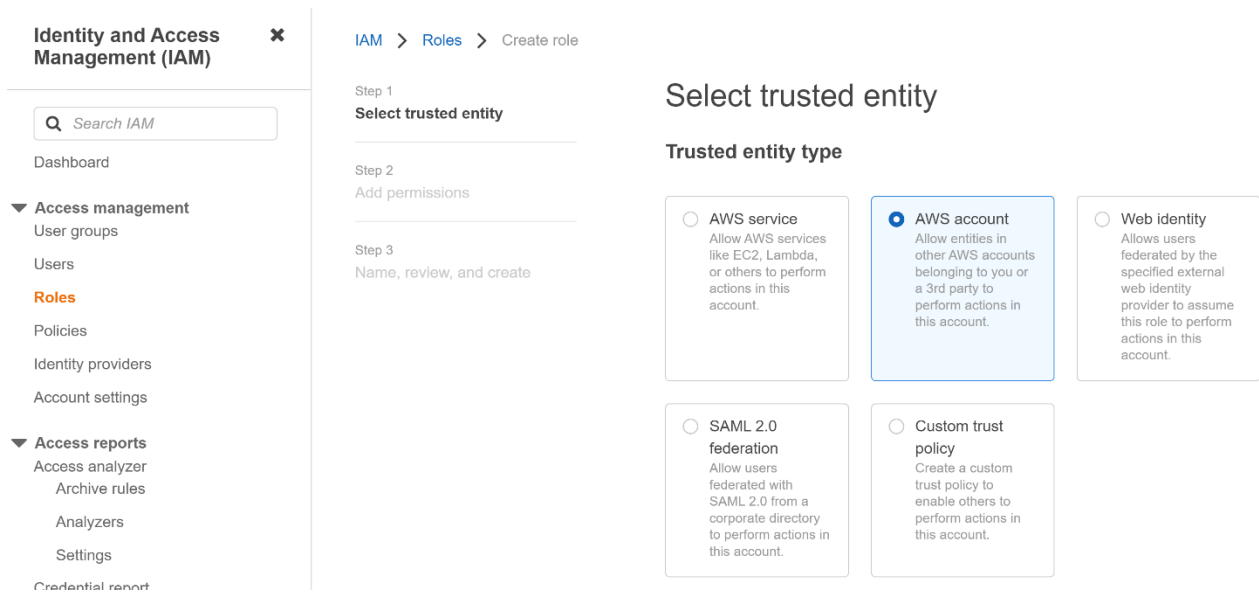 Identity and Access
Management (IAM)
Search IAM
Dashboard
Access management
User groups
Users
Roles
Policies
Identity providers
Account settings
Access reports
Access analyzer
Archive rules
Analyzers
Settings
Credential report
IAM > Roles > Create role
Step 1
Select trusted entity
Step 2
Add permissions
Step 3
Name, review, and create
Select trusted entity
Trusted entity type
AWS service
Allow AWS services
like EC2, Lambda,
or others to perform
actions in this
account.
AWS account
Allow entities in
other AWS accounts
belonging to you or
a 3rd party to
perform actions in
this account.
Web identity
Allows users
federated by the
specified external
web identity
provider to assume
this role to perform
actions in this
account.
SAML 2.0
federation
Allow users
federated with
SAML 2.0 from a
corporate directory
to perform actions in
this account.
Custom trust
policy
Create a custom
trust policy to
enable others to
perform actions in
this account.